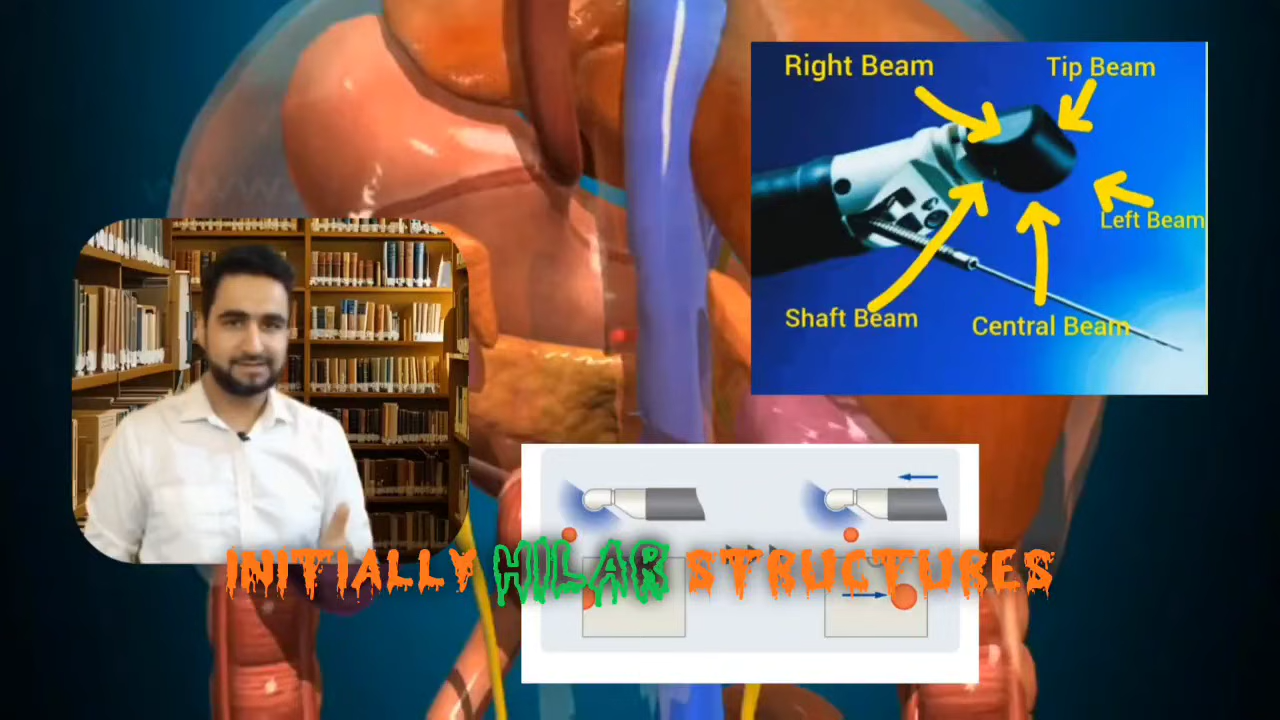 Right Beam
Tip Beam
Left Beam
Shaft Beam
Central Beam
INITIALLY HILAR STRUCTURES